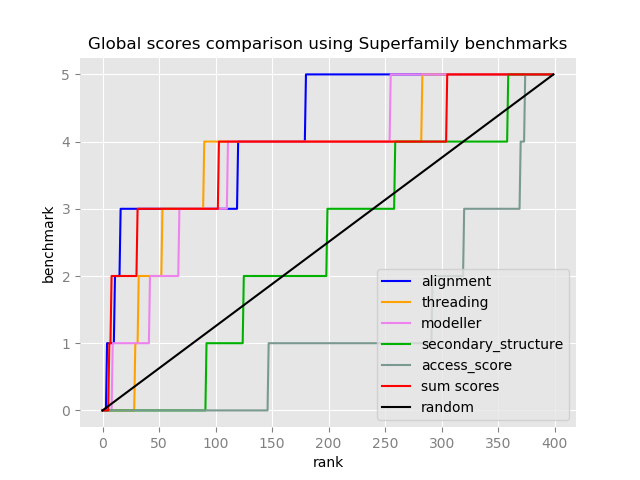 Global scores comparison using Superfamily benchmarks
5
4
3
2
1
0
benchmark
alignment
threading
modeller
secondary_structure
access_score
sum scores
random
0 50 100 150 200 250 300 350 400
rank